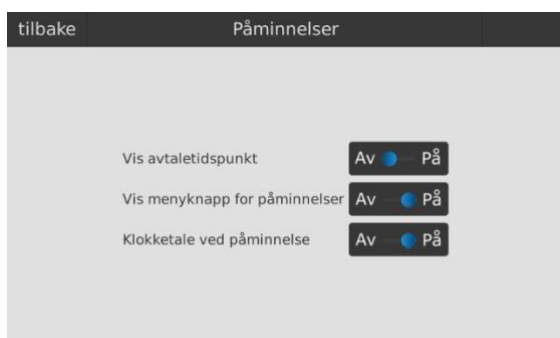 tilbake Påminnelser
Vis avtaletidspunkt Av På
Vis menyknapp for påminnelser Av På
Klokketale ved påminnelse Av På